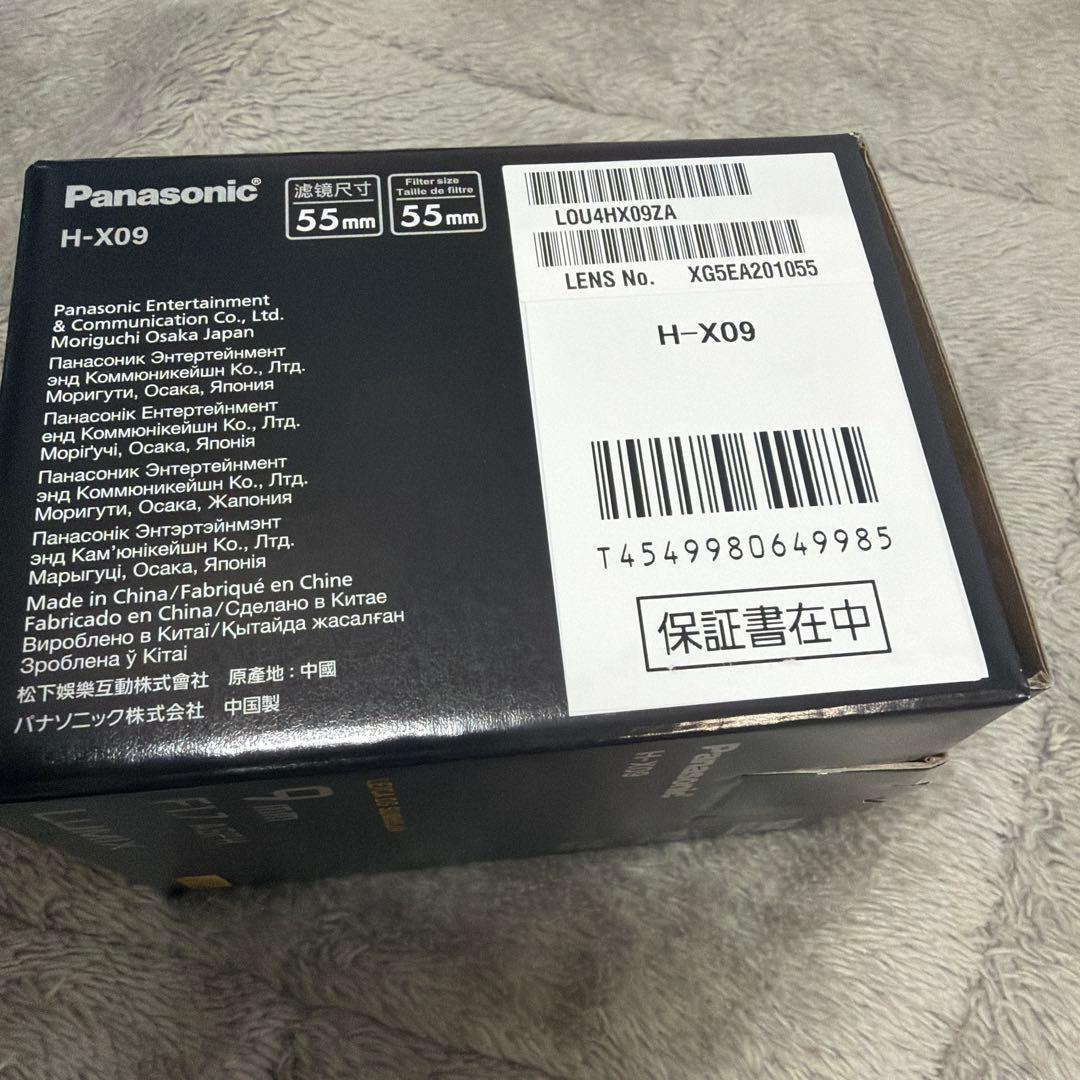 Panasonic®
H-X09
滤镜尺寸
55mm
Filter size
Taille de filtre
55mm
Panasonic Entertainment
& Communication Co., Ltd.
Moriguchi Osaka Japan
Панасоник Энтертейнмент
энд Коммюникейшн Ко., Лтд.
Моригути, Осака, Япония
Панасонік Ентертейнмент
енд Коммюнікейшн Ко., Лтд.
Моріґучі, Осака, Японія
Панасоник Энтертейнмент
энд Коммюникейшн Ко., Лтд.
Моригути, Осака, Жапония
Панасонік Энтэртэйнмэнт
энд Кам’юнікейшн Ко., Лтд.
Марыгуці, Осака, Японія
Made in China/Fabriqué en Chine
Fabricado en China/Сделано в Китае
Вироблено в Китаї/Қытайда жасалған
Зроблена ў Кітаі
松下娛樂互動株式會社 原產地：中國
パナソニック株式会社 中国製
LOU4HX09ZA
LENS No. XG5EA201055
H-X09
T4549980649985
保証書在中
Panasonic
H-X09
9mm
F1.7
LUMIX